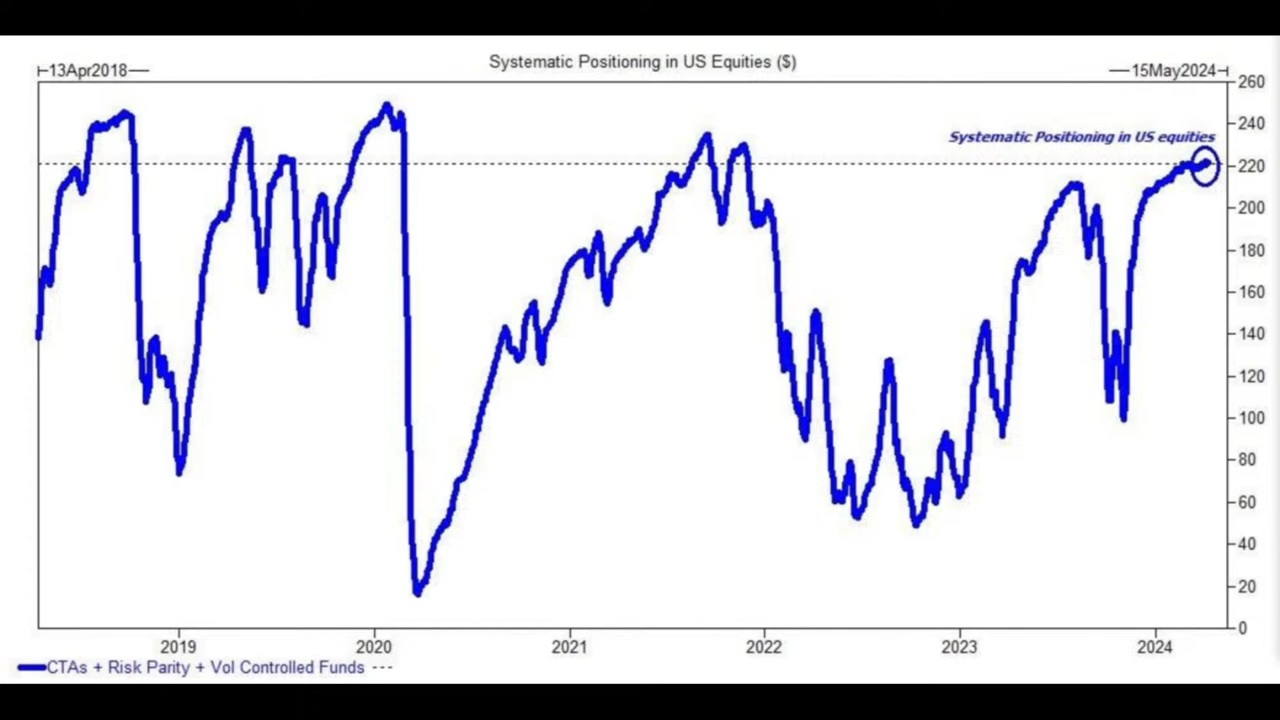 Systematic Positioning in US Equities ($)
13Apr2018
15May2024
260
240
Systematic Positioning in US equities
220
200
180
160
140
120
100
80
60
40
20
0
2019 2020 2021 2022 2023 2024
CTAs + Risk Parity + Vol Controlled Funds